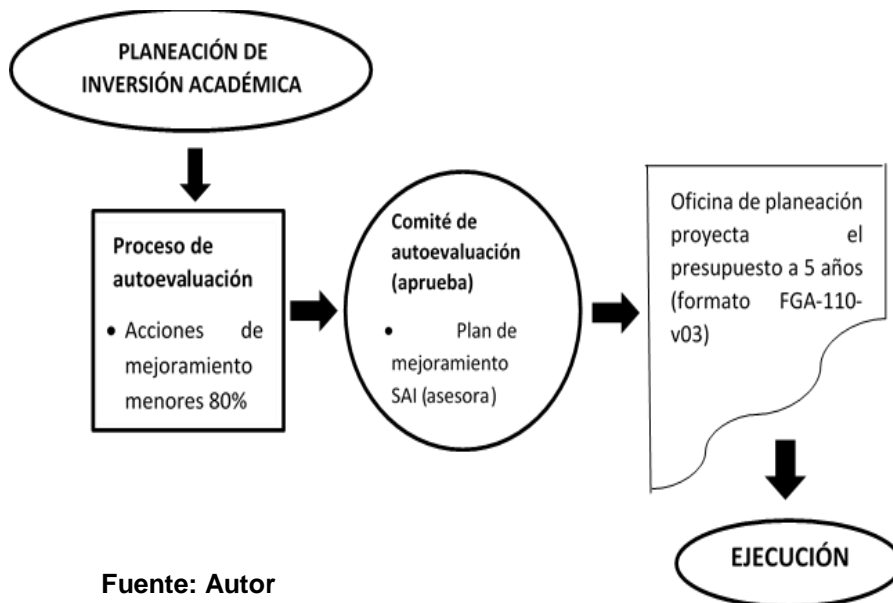 PLANEACIÓN DE
INVERSIÓN ACADÉMICA
Proceso de
autoevaluación
• Acciones de
mejoramiento
menores 80%
Comité de
autoevaluación
(aprueba)
• Plan de
mejoramiento
SAI (asesora)
Oficina de planeación
proyecta el
presupuesto a 5 años
(formato FGA-110-
v03)
EJECUCIÓN
Fuente: Autor